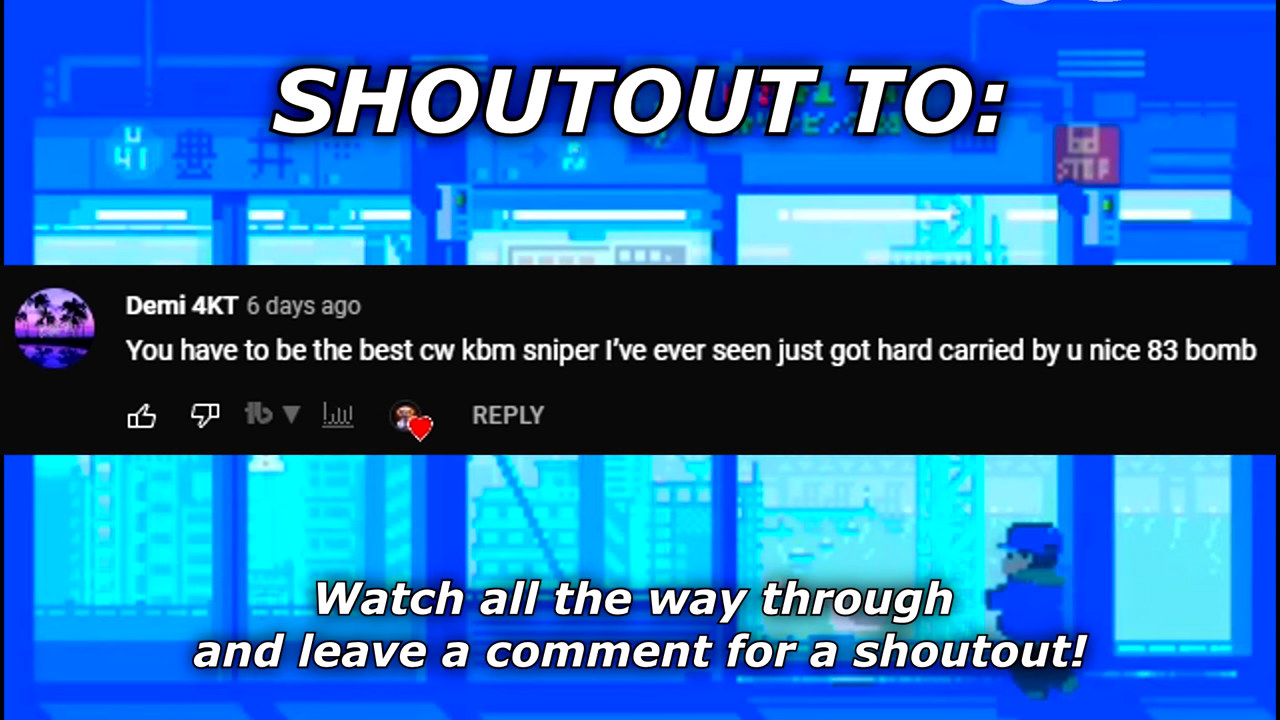 SHOUTOUT TO:
Demi 4KT 6 days ago
You have to be the best cw kbm sniper I've ever seen just got hard carried by u nice 83 bomb
REPLY
Watch all the way through
and leave a comment for a shoutout!